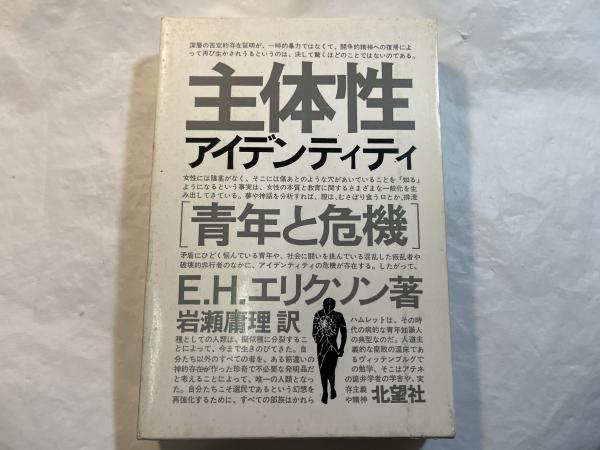 深層の否定的存在証明が、一時的暴力ではなくて、闘争的精神への復帰によ
って再び生かされうるというのは、決して驚くほどのことではないのである。
主体性
アイデンティティ
女性には陰茎がなく、そこには傷あとのような穴があいていることを「知る」
ようになるという事実は、女性の本質と教育に関するさまざまな一般化を生
み出してきている。夢や神話を分析すれば、膣は、むさぼり食う口とか、排泄
[青年と危機]
矛盾にひどく悩んでいる青年や、社会に闘いを挑んでいる混乱した叛乱者や
破壊的非行者のなかに、アイデンティティの危機が存在する。したがって、
E.H.エリクソン著
岩瀬庸理 訳
種としての人類は、擬似種に分裂するこ
とによって、今まで生きのびてきた。自
分たち以外のすべての者を、ある筋違いの
神的存在が作った珍奇で不必要な発明品だ
と考えることによって、唯一の人類となっ
た。自分たちこそ選民であるという幻想を
再強化するために、すべての部族はかれら
ハムレットは、その時
代の病的な青年知識人
の典型なのだ。人道主
義的な腐敗の温床であ
るヴィッテンブルグで
の勉学、そこはアテネ
の詭弁学者の学舎や、実
存主義
や精神
北望社